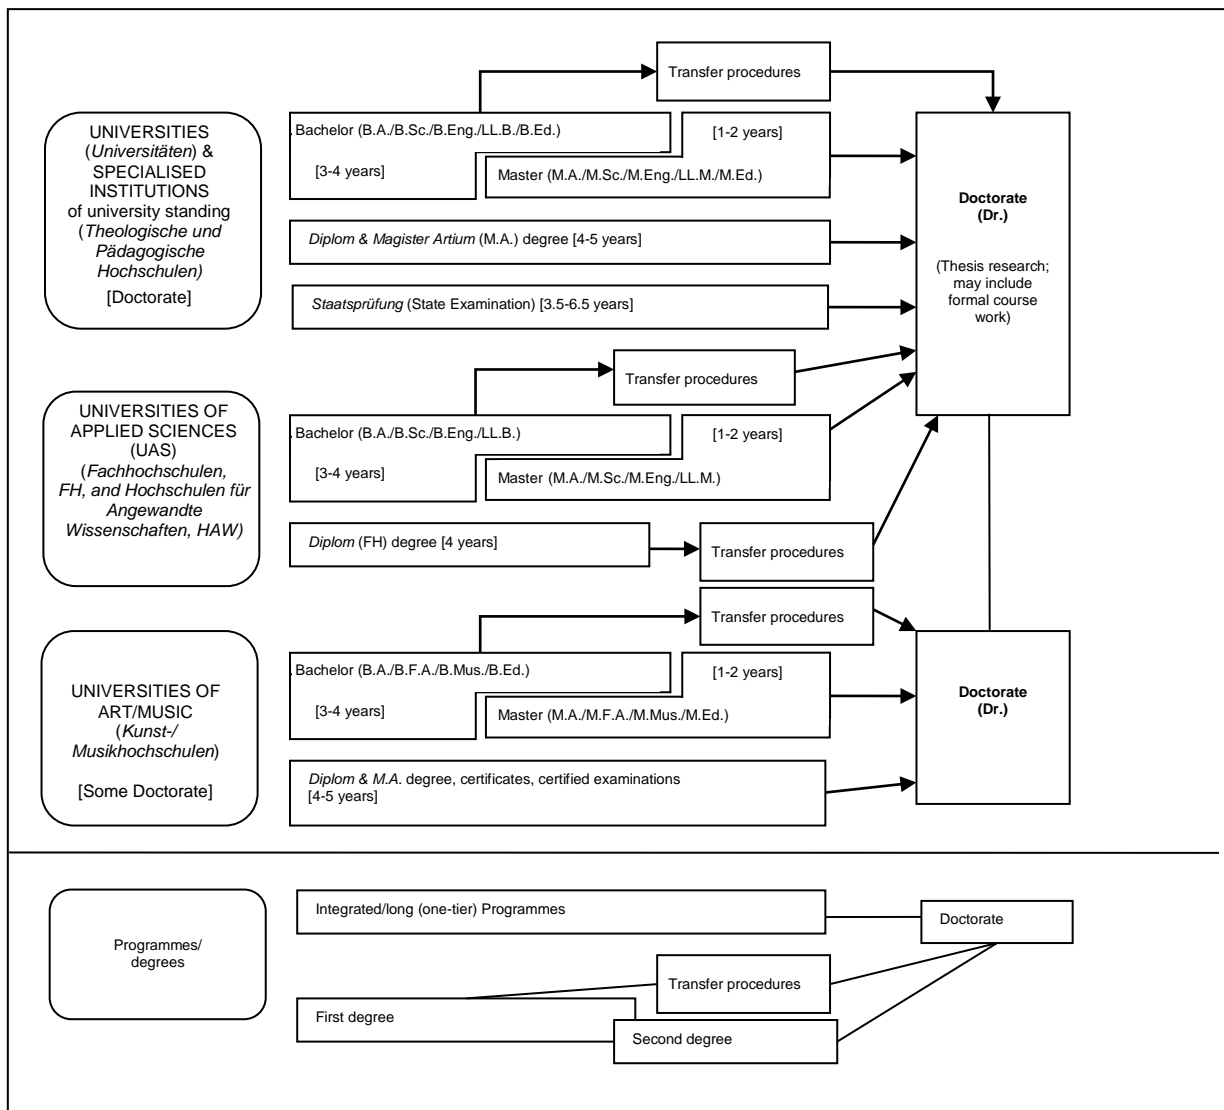 Transfer procedures
UNIVERSITIES
(Universitäten) &
SPECIALISED
INSTITUTIONS
of university standing
(Theologische und
Pädagogische
Hochschulen)
[Doctorate]
. Bachelor (B.A./B.Sc./B.Eng./LL.B./B.Ed.)
[3-4 years]
[1-2 years]
Master (M.A./M.Sc./M.Eng./LL.M./M.Ed.)
Diplom & Magister Artium (M.A.) degree [4-5 years]
Staatsprüfung (State Examination) [3.5-6.5 years]
Doctorate
(Dr.)
(Thesis research;
may include
formal course
work)
Transfer procedures
UNIVERSITIES OF
APPLIED SCIENCES
(UAS)
(Fachhochschulen,
FH, and Hochschulen für
Angewandte
Wissenschaften, HAW)
. Bachelor (B.A./B.Sc./B.Eng./LL.B.)
[3-4 years]
[1-2 years]
Master (M.A./M.Sc./M.Eng./LL.M.)
Diplom (FH) degree [4 years]
Transfer procedures
Transfer procedures
UNIVERSITIES OF
ART/MUSIC
(Kunst-/
Musikhochschulen)
[Some Doctorate]
. Bachelor (B.A./B.F.A./B.Mus./B.Ed.)
[3-4 years]
[1-2 years]
Master (M.A./M.F.A./M.Mus./M.Ed.)
Diplom & M.A. degree, certificates, certified examinations
[4-5 years]
Doctorate
(Dr.)
Programmes/
degrees
Integrated/long (one-tier) Programmes
Doctorate
Transfer procedures
First degree
Second degree